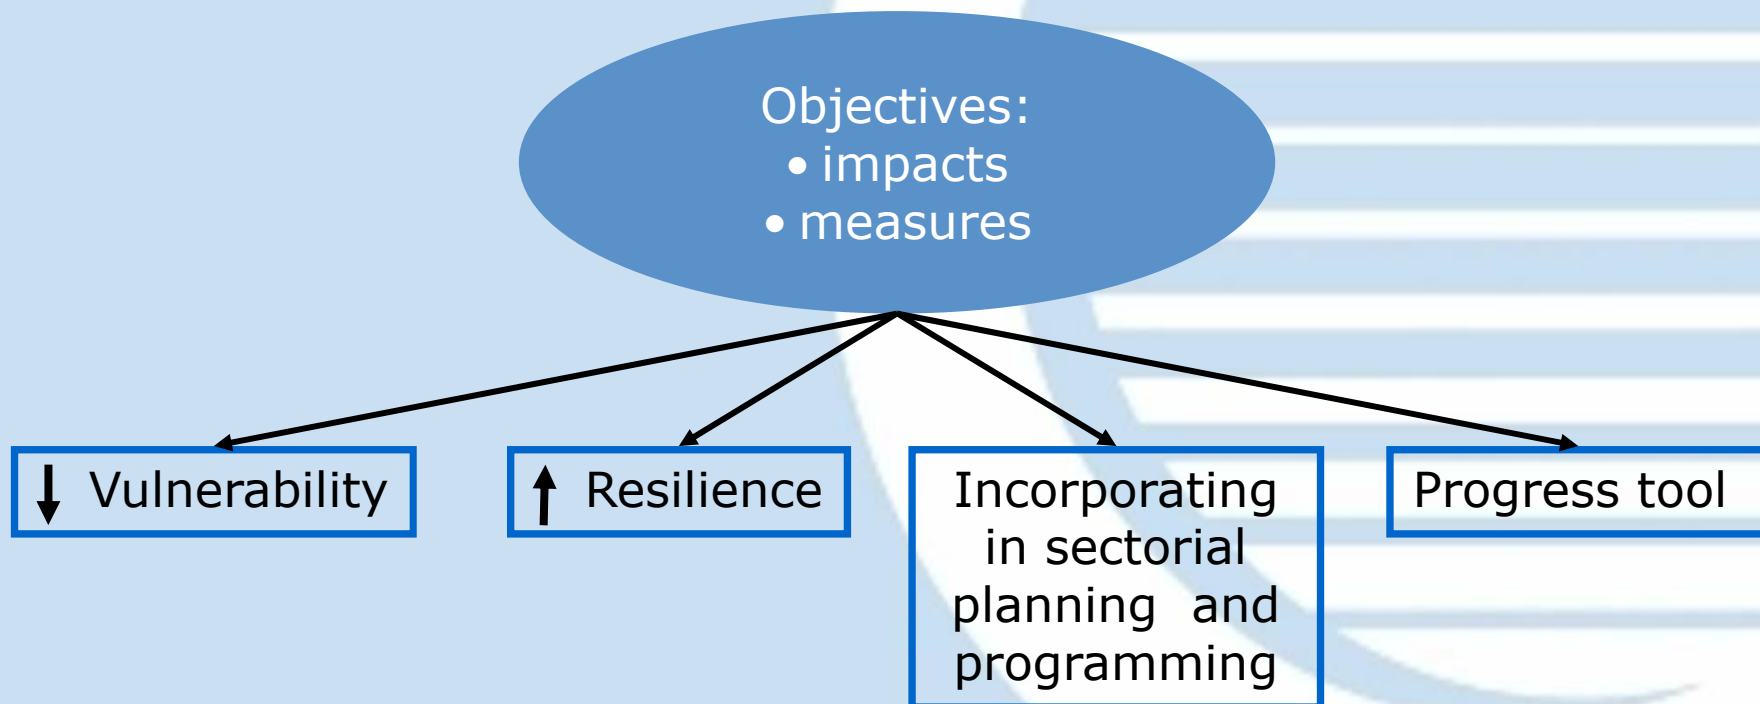 Objectives:
• impacts
• measures
Vulnerability
Resilience
Incorporating
in sectorial
planning and
programming
Progress tool